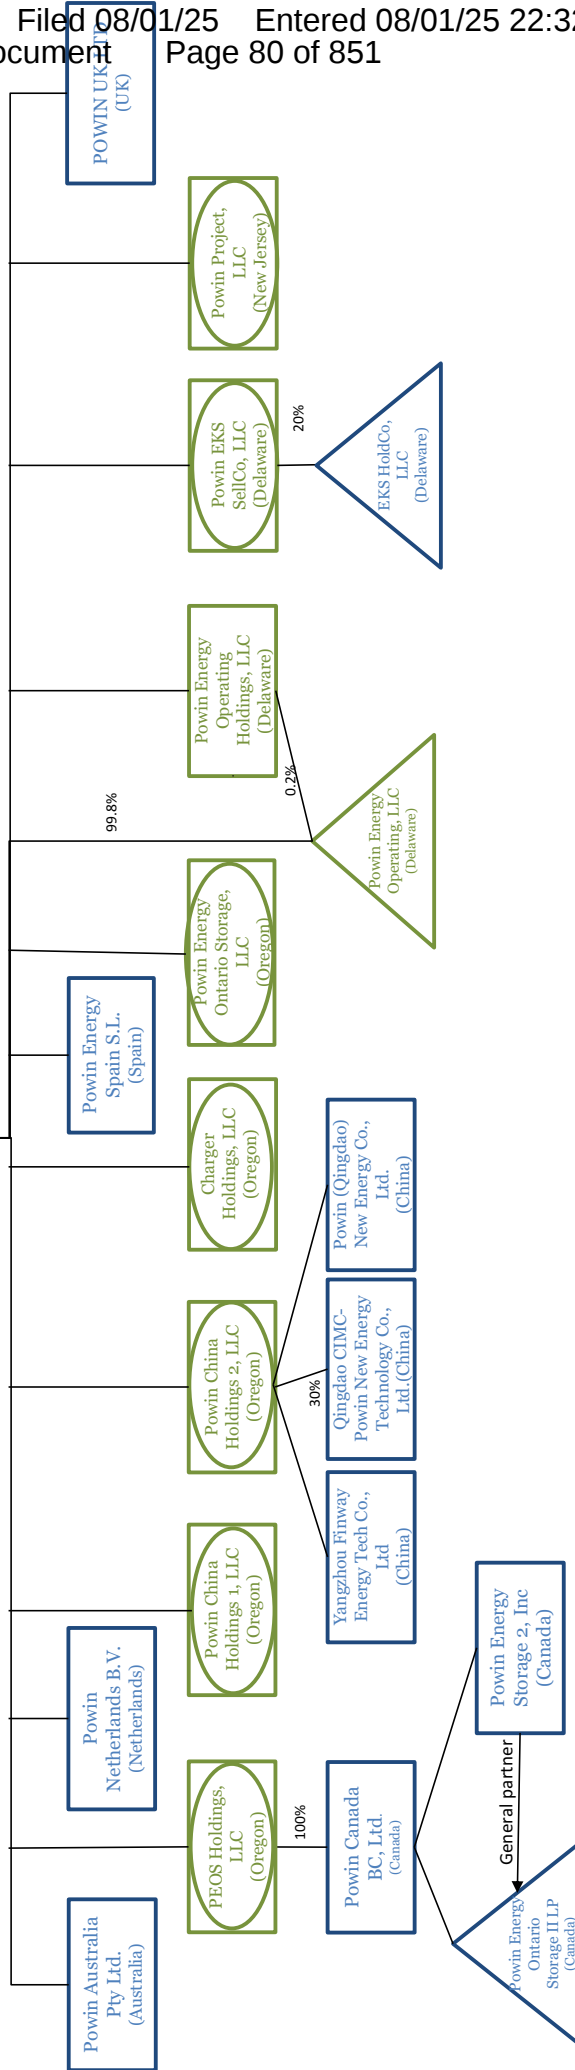 Filed 08/01/25 Entered 08/01/25 22:32
ocument Page 80 of 851
POWIN UK LTD
(UK)
Powin Project,
LLC
(New Jersey)
Powin EKS
SellCo, LLC
(Delaware)
20%
EKS HoldCo,
LLC
(Delaware)
Powin Energy
Operating
Holdings, LLC
(Delaware)
99.8%
0.2%
Powin Energy
Operating, LLC
(Delaware)
Powin Energy
Ontario Storage,
LLC
(Oregon)
Powin Energy
Spain S.L.
(Spain)
Charger
Holdings, LLC
(Oregon)
Powin China
Holdings 2, LLC
(Oregon)
Powin (Qingdao)
New Energy Co.,
Ltd.
(China)
30%
Qingdao CIMC-
Powin New Energy
Technology Co.,
Ltd.(China)
Yangzhou Finway
Energy Tech Co.,
Ltd
(China)
Powin China
Holdings 1, LLC
(Oregon)
Powin
Netherlands B.V.
(Netherlands)
PEOS Holdings,
LLC
(Oregon)
100%
Powin Canada
BC, Ltd.
(Canada)
Powin Energy
Storage 2, Inc
(Canada)
General partner
Powin Energy
Ontario
Storage II LP
(Canada)
Powin Australia
Pty Ltd.
(Australia)